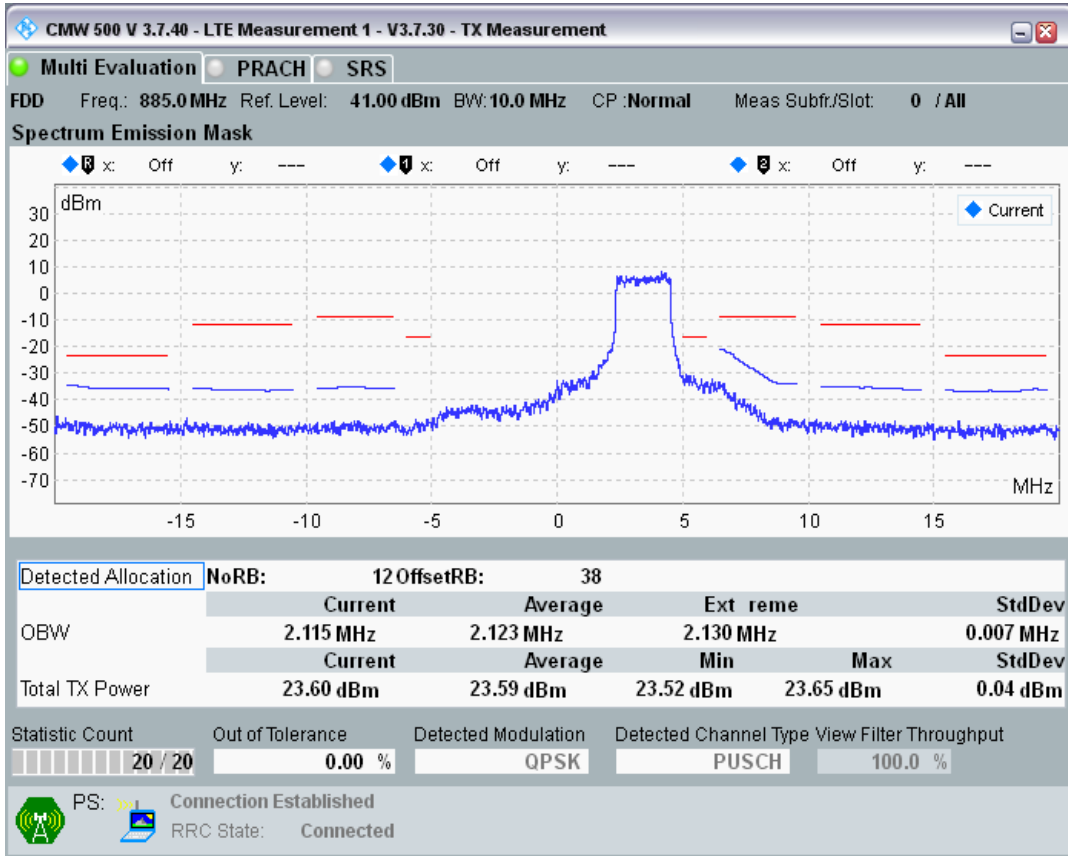 CMW 500 V 3.7.40 - LTE Measurement 1 - V3.7.30 - TX Measurement
Multi Evaluation PRACH SRS
FDD Freq.: 885.0 MHz Ref. Level: 41.00 dBm BW: 10.0 MHz CP :Normal Meas Subfr./Slot: 0 / All
Spectrum Emission Mask
R x: Off y: --- 1 x: Off y: --- 2 x: Off y: ---
dBm
Current
30
20
10
0
-10
-20
-30
-40
-50
-60
-70
MHz
-15 -10 -5 0 5 10 15
Detected Allocation NoRB: 12 OffsetRB: 38
Current Average Ext reme StdDev
OBW 2.115 MHz 2.123 MHz 2.130 MHz 0.007 MHz
Current Average Min Max StdDev
Total TX Power 23.60 dBm 23.59 dBm 23.52 dBm 23.65 dBm 0.04 dBm
Statistic Count Out of Tolerance Detected Modulation Detected Channel Type View Filter Throughput
20 / 20 0.00 % QPSK PUSCH 100.0 %
PS: Connection Established
RRC State: Connected